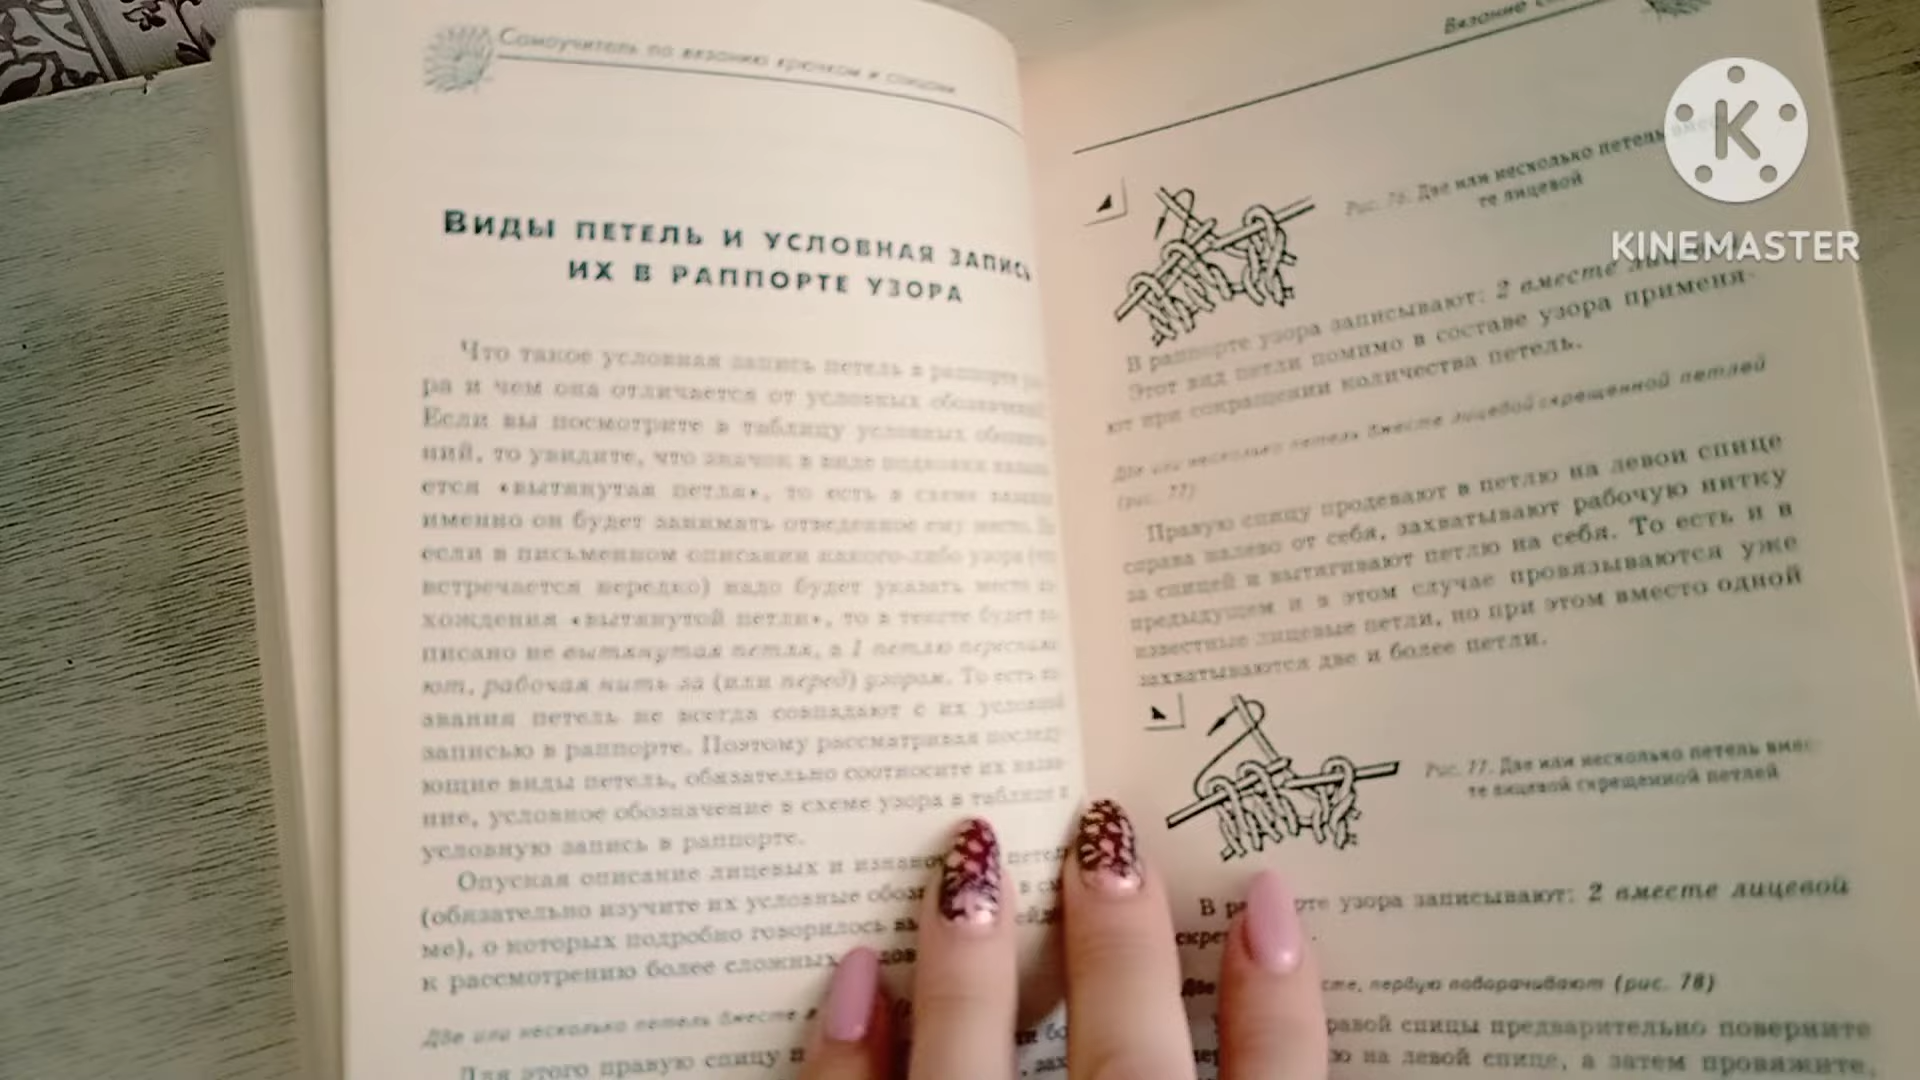 Самоучитель по вязанию крючком и спицами
Виды петель и условная запись
их в раппорте узора
Что такое условная запись петель в раппорте
ра и чем она отличается от условных
Если вы посмотрите в таблицу условных
ний, то увидите, что значок в виде
ется «вытянутая петля», то есть в схеме
именно он будет занимать отведенное ему место.
если в письменном описании какого-либо узора
встречается нередко) надо будет указать место
хождения «вытянутой петли», то в тексте будет
писано не вытянутая петля, а 1 петлю
ют, рабочая нить за (или перед) узором. То есть
звания петель не всегда совпадают с их условной
записью в раппорте. Поэтому рассматривая последу-
ющие виды петель, обязательно соотносите их назва-
ние, условное обозначение в схеме узора в таблице и
условную запись в раппорте.
Опуская описание лицевых и петель
(обязательно изучите их условные в
ме), о которых подробно говорилось
к рассмотрению более сложных
Две или несколько петель вместе
Для этого правую спицу
Вязание
Рис. 76. Две или несколько петель
те лицевой
В раппорте узора записывают: 2 вместе
Этот вид петли помимо в составе узора применя-
ют при сокращении количества петель.
Две или несколько петель вместе лицевой скрещенной петлей
(рис. 77)
Правую спицу продевают в петлю на левой спице
справа налево от себя, захватывают рабочую нитку
за спицей и вытягивают петлю на себя. То есть и в
предыдущем и в этом случае провязываются уже
известные лицевые петли, но при этом вместо одной
захватываются две и более петли.
Рис. 77. Две или несколько петель вмес-
те лицевой скрещенной петлей
В узора записывают: 2 вместе лицевой
первую поворачивают (рис. 78)
правой спицы предварительно поверните
на левой спице, а затем провяжите,
K
KINEMASTER